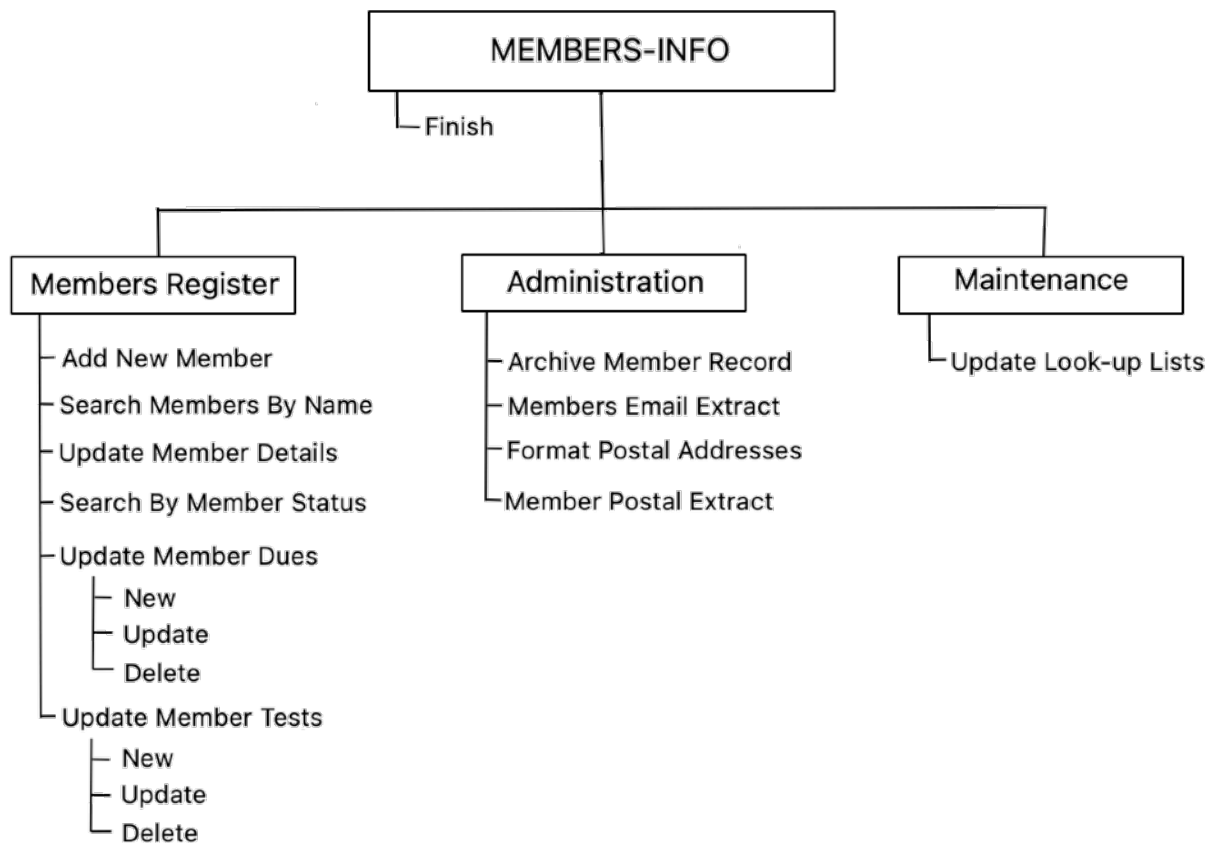 MEMBERS-INFO
Finish
Members Register
Add New Member
Search Members By Name
Update Member Details
Search By Member Status
Update Member Dues
New
Update
Delete
Update Member Tests
New
Update
Delete
Administration
Archive Member Record
Members Email Extract
Format Postal Addresses
Member Postal Extract
Maintenance
Update Look-up Lists